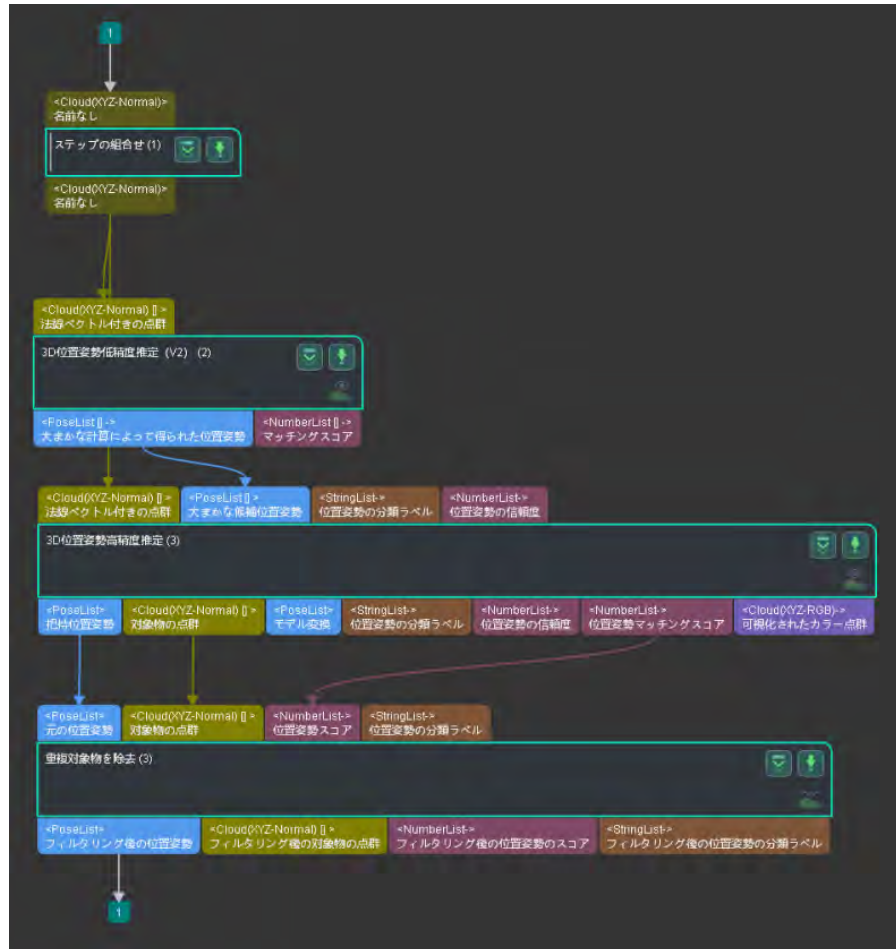 1
<Cloud(XYZ-Normal)>
名前なし
ステップの組合せ (1)
<Cloud(XYZ-Normal)>
名前なし
<Cloud(XYZ-Normal) [] >
法線ベクトル付きの点群
3D位置姿勢低精度推定 (V2) (2)
<PoseList [] ->
大まかな計算によって得られた位置姿勢
<NumberList [] ->
マッチングスコア
<Cloud(XYZ-Normal) [] >
法線ベクトル付きの点群
<PoseList [] >
大まかな候補位置姿勢
<StringList->
位置姿勢の分類ラベル
<NumberList->
位置姿勢の信頼度
3D位置姿勢高精度推定 (3)
<PoseList>
把持位置姿勢
<Cloud(XYZ-Normal) [] >
対象物の点群
<PoseList>
モデル変換
<StringList->
位置姿勢の分類ラベル
<NumberList->
位置姿勢の信頼度
<NumberList->
位置姿勢マッチングスコア
<Cloud(XYZ-RGB)->
可視化されたカラー点群
<PoseList>
元の位置姿勢
<Cloud(XYZ-Normal) [] >
対象物の点群
<NumberList->
位置姿勢スコア
<StringList->
位置姿勢の分類ラベル
重複対象物を除去 (3)
<PoseList>
フィルタリング後の位置姿勢
<Cloud(XYZ-Normal) [] >
フィルタリング後の対象物の点群
<NumberList->
フィルタリング後の位置姿勢のスコア
<StringList->
フィルタリング後の位置姿勢の分類ラベル
1